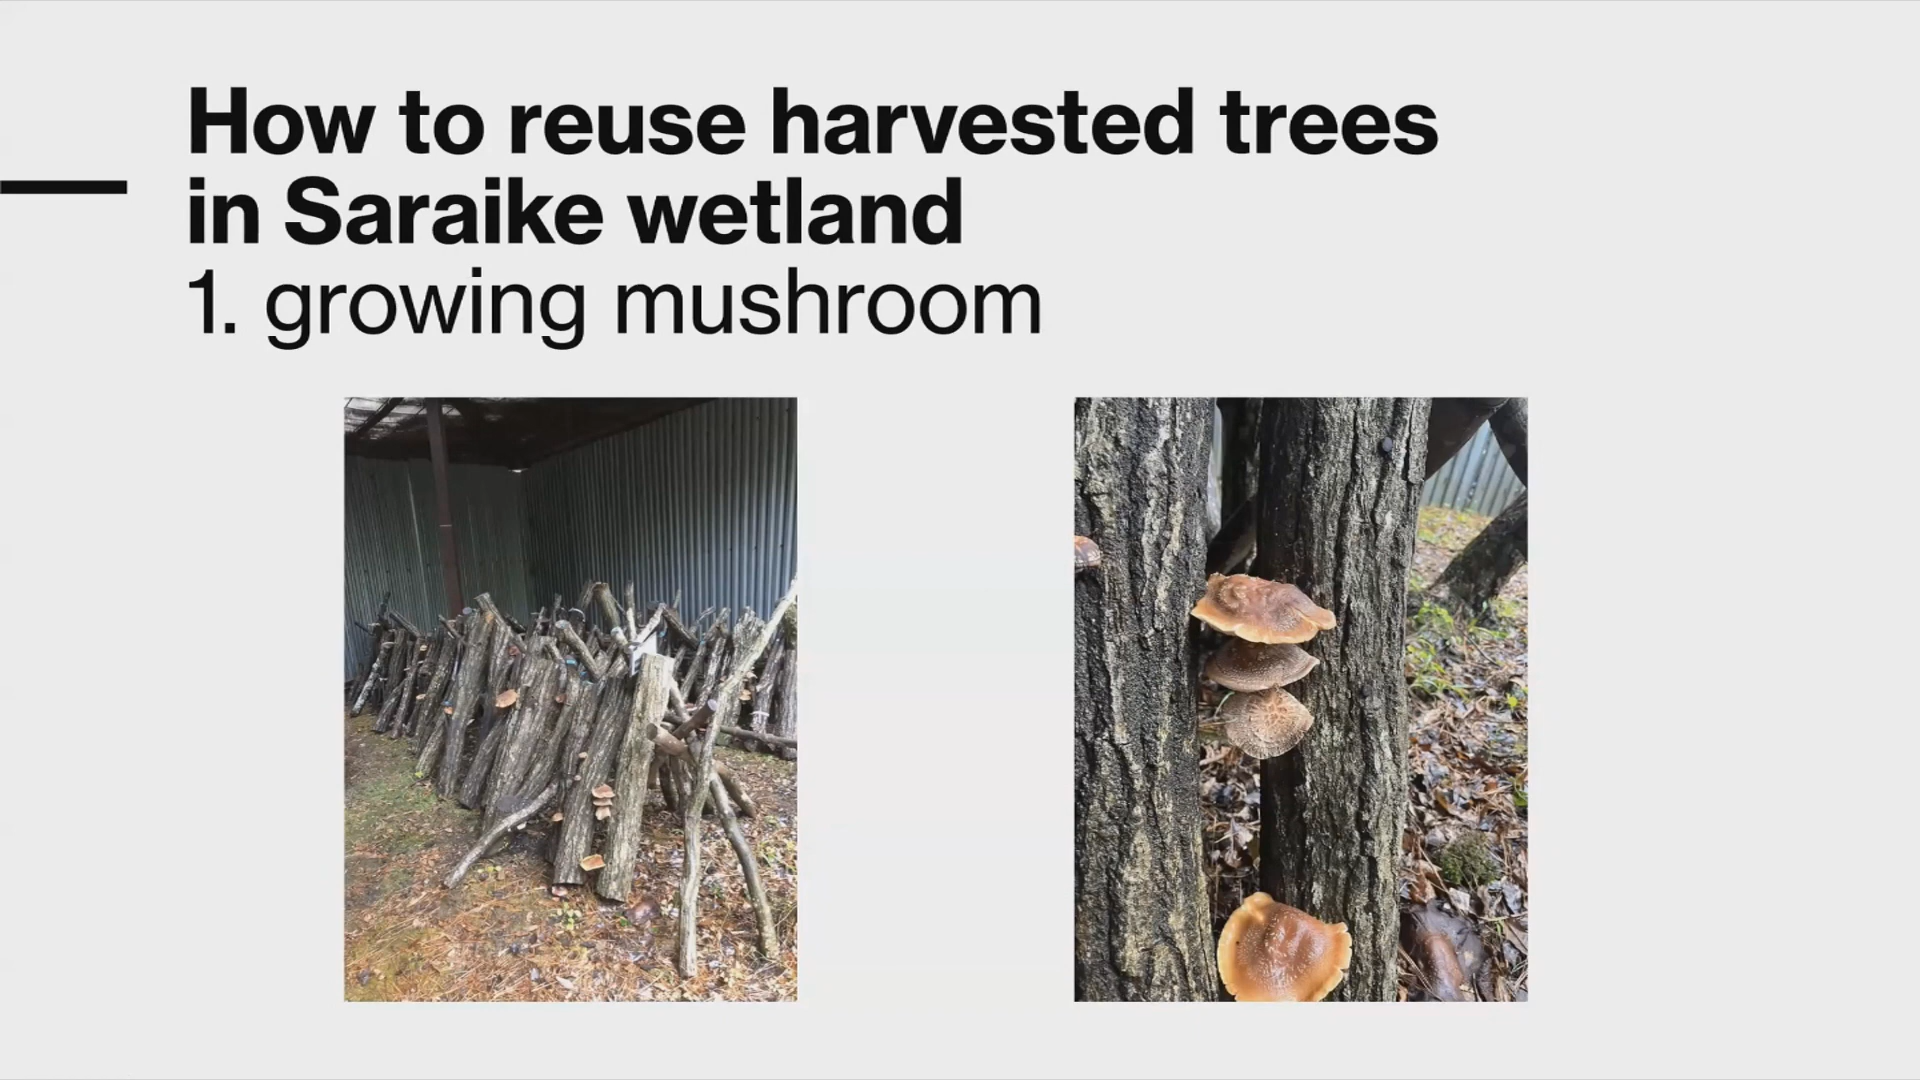 How to reuse harvested trees
in Saraike wetland
1. growing mushroom